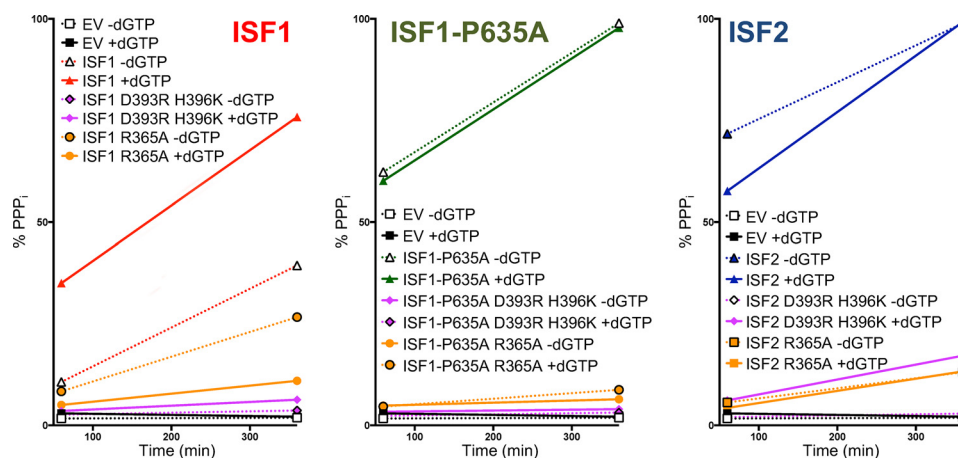 ISF1
100
50
0
% PPPi
EV -dGTP
EV +dGTP
ISF1 -dGTP
ISF1 +dGTP
ISF1 D393R H396K -dGTP
ISF1 D393R H396K +dGTP
ISF1 R365A -dGTP
ISF1 R365A +dGTP
100 200 300
Time (min)
ISF1-P635A
100
50
0
% PPPi
EV -dGTP
EV +dGTP
ISF1-P635A -dGTP
ISF1-P635A +dGTP
ISF1-P635A D393R H396K -dGTP
ISF1-P635A D393R H396K +dGTP
ISF1-P635A R365A -dGTP
ISF1-P635A R365A +dGTP
100 200 300
Time (min)
ISF2
100
50
0
% PPPi
EV -dGTP
EV +dGTP
ISF2 -dGTP
ISF2 +dGTP
ISF2 D393R H396K -dGTP
ISF2 D393R H396K +dGTP
ISF2 R365A -dGTP
ISF2 R365A +dGTP
100 200 300
Time (min)